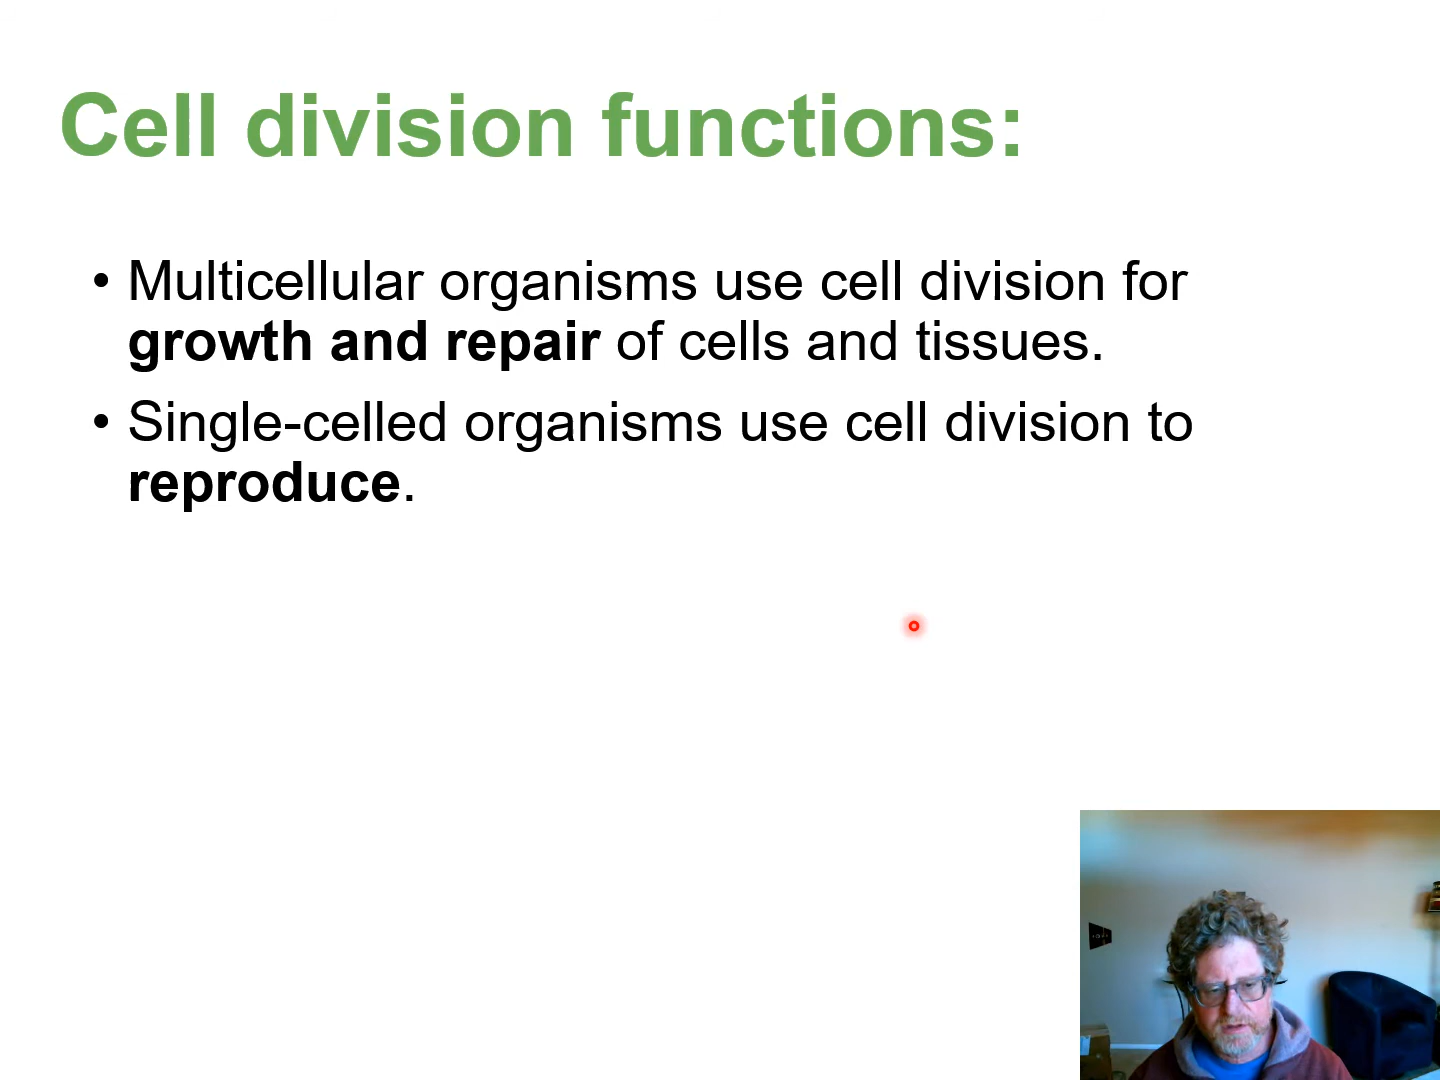 Cell division functions:
• Multicellular organisms use cell division for
growth and repair of cells and tissues.
• Single-celled organisms use cell division to
reproduce.